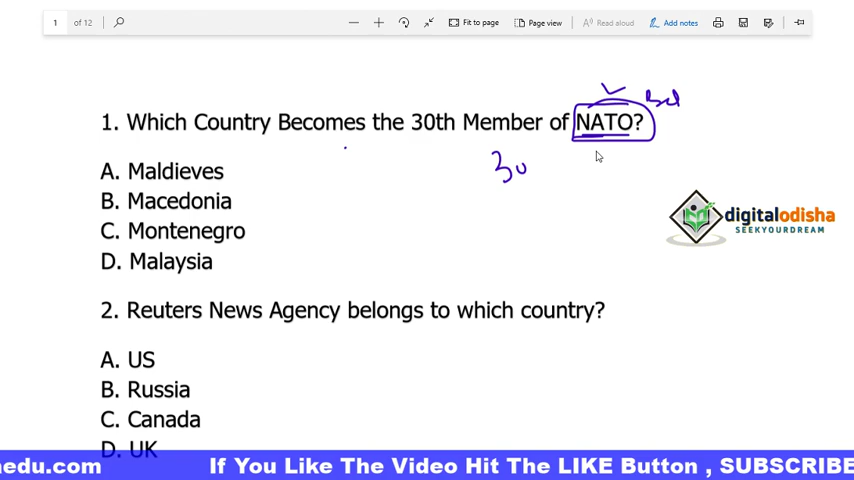 1 of 12 Fit to page Page view Read aloud Add notes
1. Which Country Becomes the 30th Member of NATO?
30
A. Maldieves
B. Macedonia
C. Montenegro
D. Malaysia
digitalodisha
SEEKYOURDREAM
2. Reuters News Agency belongs to which country?
A. US
B. Russia
C. Canada
D. UK
nedu.com If You Like The Video Hit The LIKE Button , SUBSCRIBE